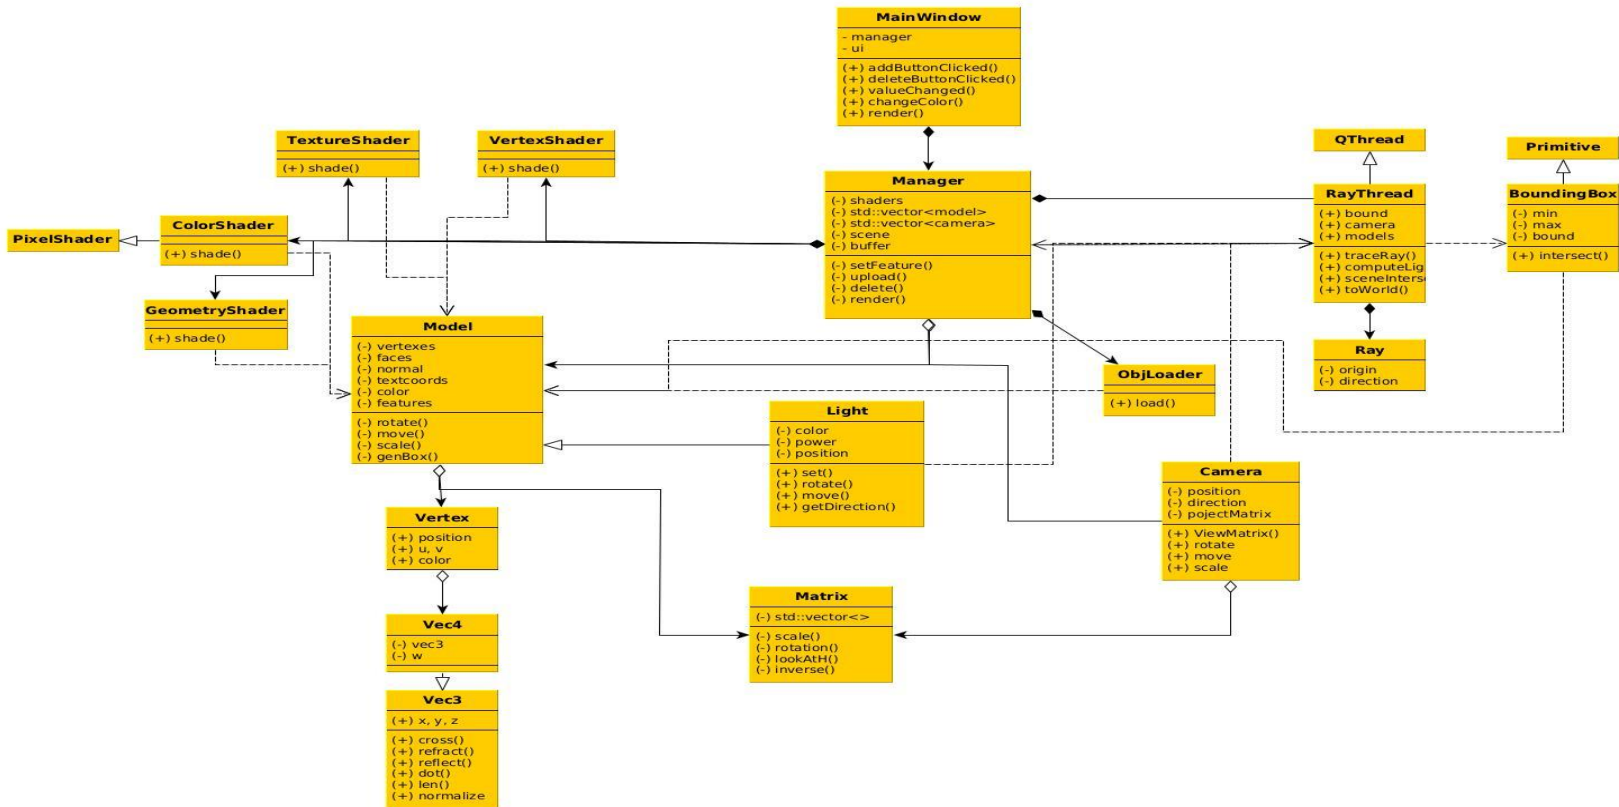 MainWindow
- manager
- ui
(+) addButtonClicked()
(+) deleteButtonClicked()
(+) valueChanged()
(+) changeColor()
(+) render()
TextureShader
(+) shade()
VertexShader
(+) shade()
QThread
Primitive
Manager
(-) shaders
(-) std::vector<model>
(-) std::vector<camera>
(-) scene
(-) buffer
(-) setFeature()
(-) upload()
(-) delete()
(-) render()
RayThread
(+) bound
(+) camera
(+) models
(+) traceRay()
(+) computeLig
(+) sceneInters
(+) toWorld()
BoundingBox
(-) min
(-) max
(-) bound
(+) intersect()
PixelShader
ColorShader
(+) shade()
GeometryShader
(+) shade()
Model
(-) vertexes
(-) faces
(-) normal
(-) textcoords
(-) color
(-) features
(-) rotate()
(-) move()
(-) scale()
(-) genBox()
Ray
(-) origin
(-) direction
ObjLoader
(+) load()
Light
(-) color
(-) power
(-) position
(+) set()
(+) rotate()
(+) move()
(+) getDirection()
Camera
(-) position
(-) direction
(-) pojectMatrix
(+) ViewMatrix()
(+) rotate
(+) move
(+) scale
Vertex
(+) position
(+) u, v
(+) color
Matrix
(-) std::vector<>
(-) scale()
(-) rotation()
(-) lookAtH()
(-) inverse()
Vec4
(-) vec3
(-) w
Vec3
(+) x, y, z
(+) cross()
(+) refract()
(+) reflect()
(+) dot()
(+) len()
(+) normalize